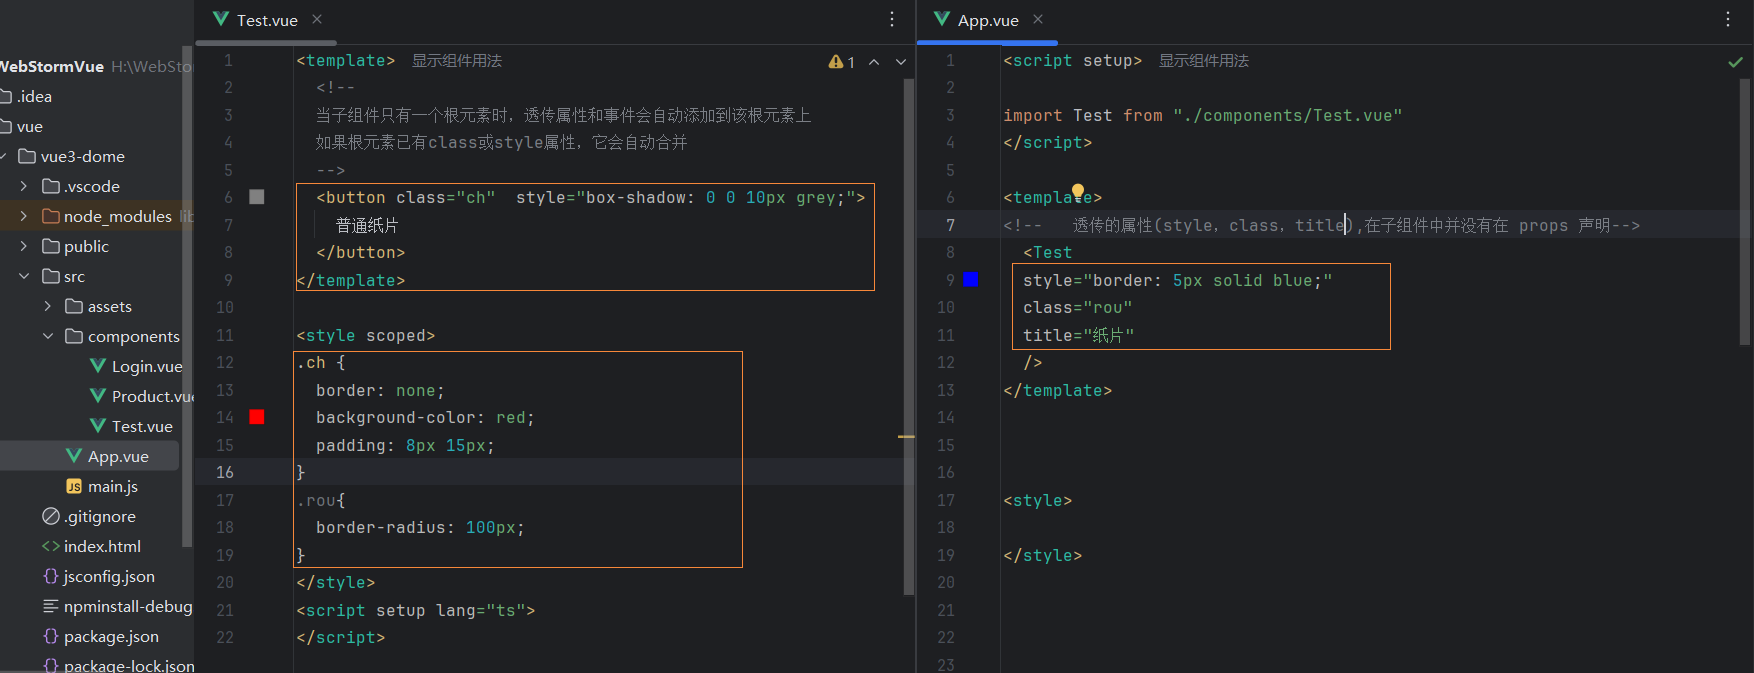 WebStormVue H:\WebSto
.idea
vue
vue3-dome
.vscode
node_modules lib
public
src
assets
components
Login.vue
Product.vue
Test.vue
App.vue
main.js
.gitignore
index.html
jsconfig.json
npminstall-debug
package.json
package-lock.json
Test.vue
1 <template> 显示组件用法
1
2 <!--
3 当子组件只有一个根元素时，透传属性和事件会自动添加到该根元素上
4 如果根元素已有class或style属性，它会自动合并
5 -->
6 <button class="ch"  style="box-shadow: 0 0 10px grey;">
7 普通纸片
8 </button>
9 </template>
10
11 <style scoped>
12 .ch {
13 border: none;
14 background-color: red;
15 padding: 8px 15px;
16 }
17 .rou{
18 border-radius: 100px;
19 }
20 </style>
21 <script setup lang="ts">
22 </script>
App.vue
1 <script setup> 显示组件用法
2
3 import Test from "./components/Test.vue"
4 </script>
5
6 <template>
7 <!-- 透传的属性(style，class，title),在子组件中并没有在 props 声明-->
8 <Test
9 style="border: 5px solid blue;"
10 class="rou"
11 title="纸片"
12 />
13 </template>
14
15
16
17 <style>
18
19 </style>
20
21
22
23